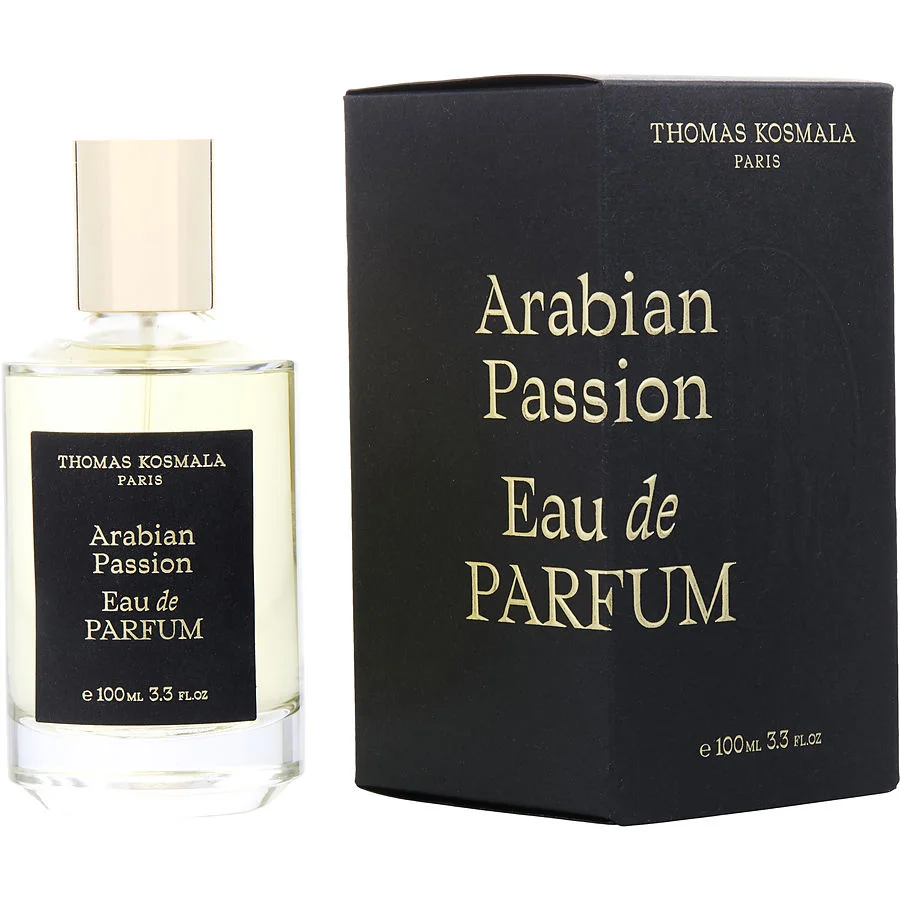 THOMAS KOSMALA
PARIS
Arabian
Passion
Eau de
PARFUM
e 100ML 3.3 FL.OZ
THOMAS KOSMALA
PARIS
Arabian
Passion
Eau de
PARFUM
e 100ML 3.3 FL.OZ